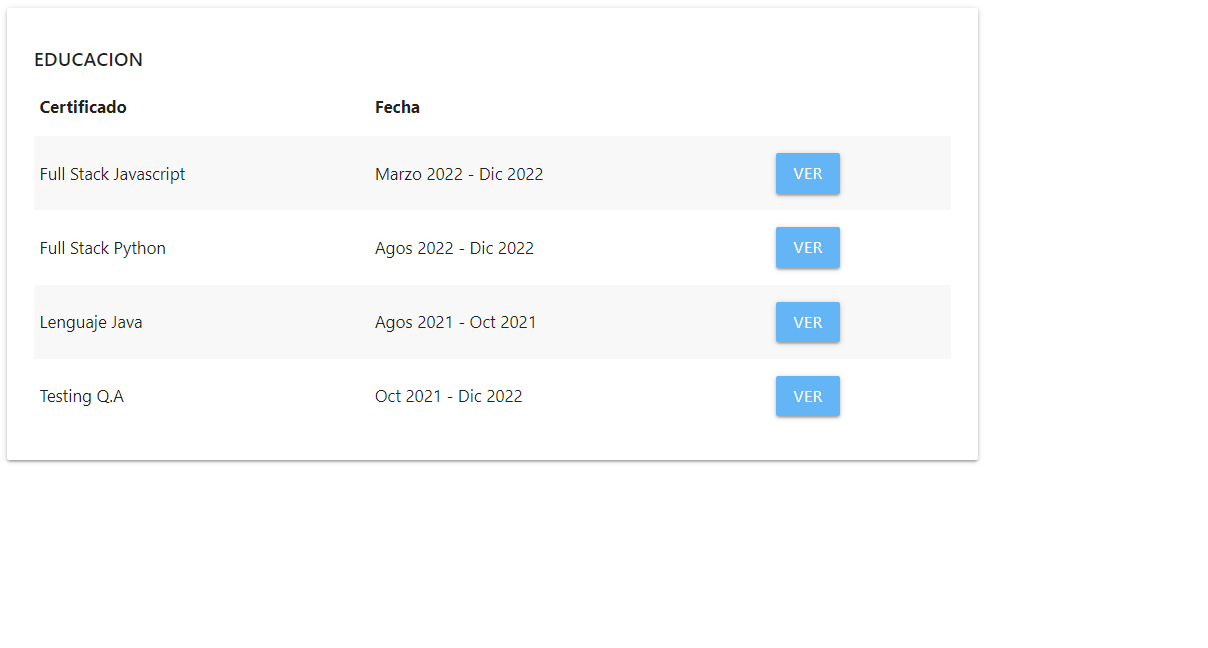 EDUCACION
Certificado Fecha
Full Stack Javascript Marzo 2022 - Dic 2022 VER
Full Stack Python Agos 2022 - Dic 2022 VER
Lenguaje Java Agos 2021 - Oct 2021 VER
Testing Q.A Oct 2021 - Dic 2022 VER